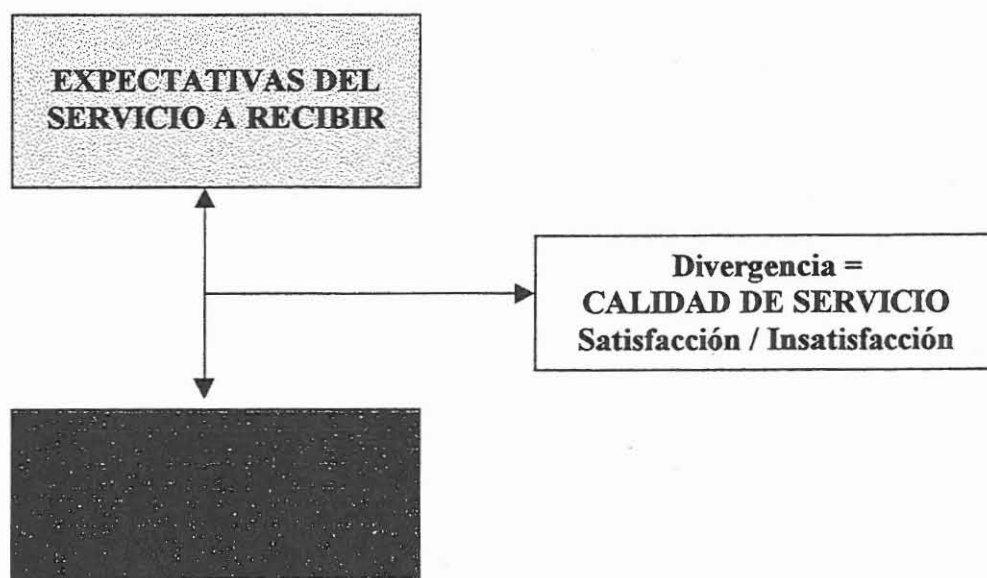 EXPECTATIVAS DEL
SERVICIO A RECIBIR
Divergencia =
CALIDAD DE SERVICIO
Satisfacción / Insatisfacción